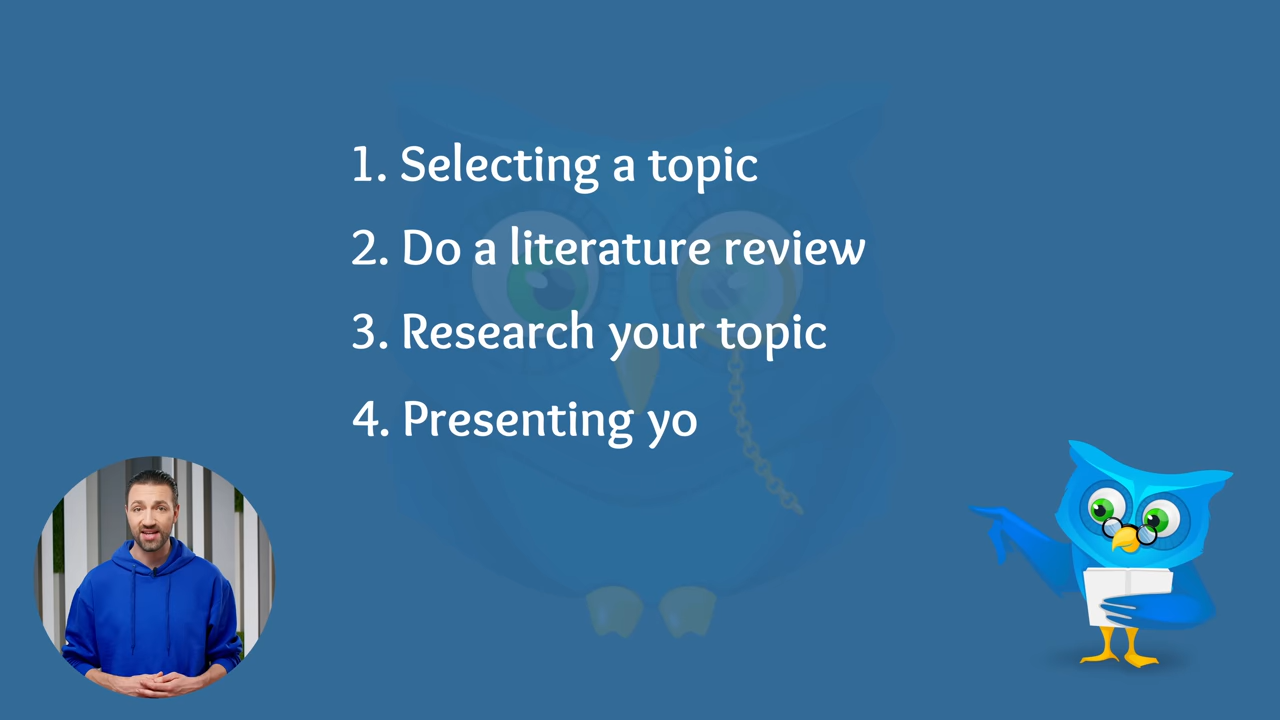 1. Selecting a topic
2. Do a literature review
3. Research your topic
4. Presenting yo